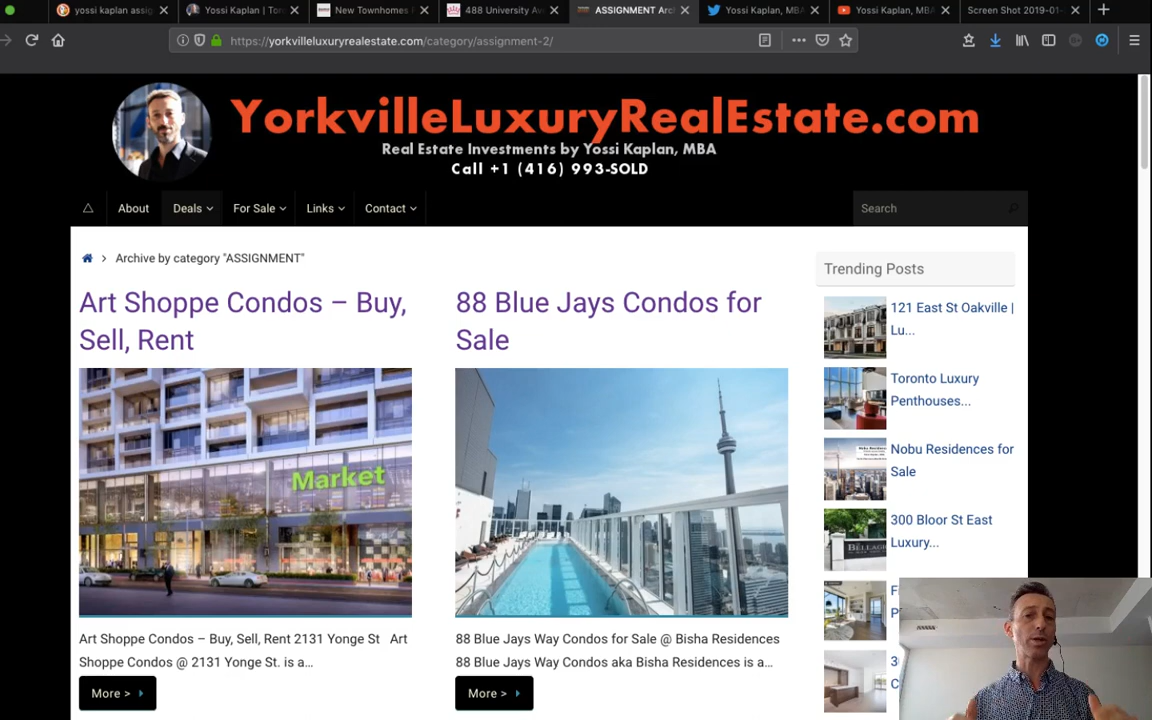 yossi kaplan assig
Yossi Kaplan | Tor
New Townhomes F
488 University Ave
ASSIGNMENT Arc
Yossi Kaplan, MBA
Yossi Kaplan, MBA
Screen Shot 2019-01-
https://yorkvilleluxuryrealestate.com/category/assignment-2/
YorkvilleLuxuryRealEstate.com
Real Estate Investments by Yossi Kaplan, MBA
Call +1 (416) 993-SOLD
About Deals For Sale Links Contact
Search
Archive by category "ASSIGNMENT"
Art Shoppe Condos – Buy,
Sell, Rent
Market
Art Shoppe Condos – Buy, Sell, Rent 2131 Yonge St Art
Shoppe Condos @ 2131 Yonge St. is a...
More >
88 Blue Jays Condos for
Sale
88 Blue Jays Way Condos for Sale @ Bisha Residences
88 Blue Jays Way Condos aka Bisha Residences is a...
More >
Trending Posts
121 East St Oakville |
Lu...
Toronto Luxury
Penthouses...
Nobu Residences for
Sale
300 Bloor St East
Luxury...